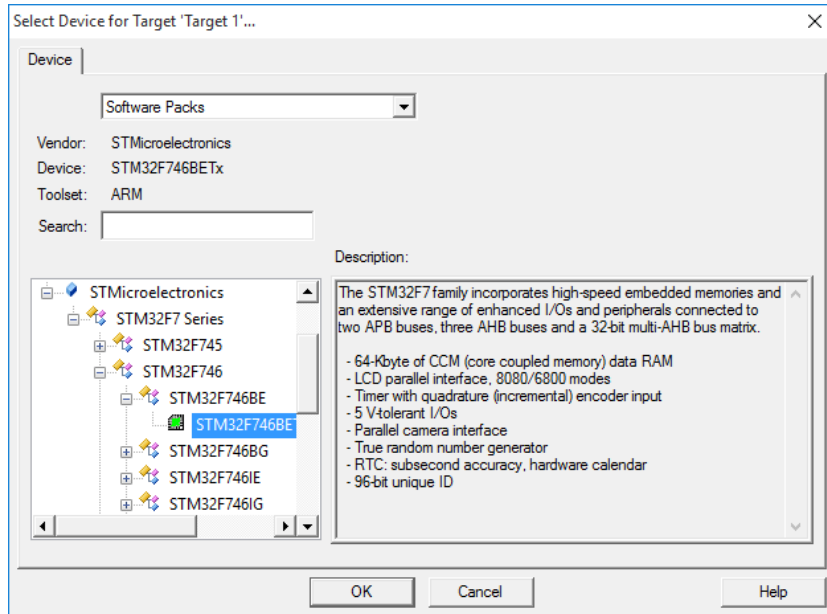 Select Device for Target 'Target 1'...
Device
Software Packs
Vendor: STMicroelectronics
Device: STM32F746BETx
Toolset: ARM
Search:
Description:
STMicroelectronics
STM32F7 Series
STM32F745
STM32F746
STM32F746BE
STM32F746BET
STM32F746BG
STM32F746IE
STM32F746IG
The STM32F7 family incorporates high-speed embedded memories and
an extensive range of enhanced I/Os and peripherals connected to
two APB buses, three AHB buses and a 32-bit multi-AHB bus matrix.
- 64-Kbyte of CCM (core coupled memory) data RAM
- LCD parallel interface, 8080/6800 modes
- Timer with quadrature (incremental) encoder input
- 5 V-tolerant I/Os
- Parallel camera interface
- True random number generator
- RTC: subsecond accuracy, hardware calendar
- 96-bit unique ID
OK
Cancel
Help